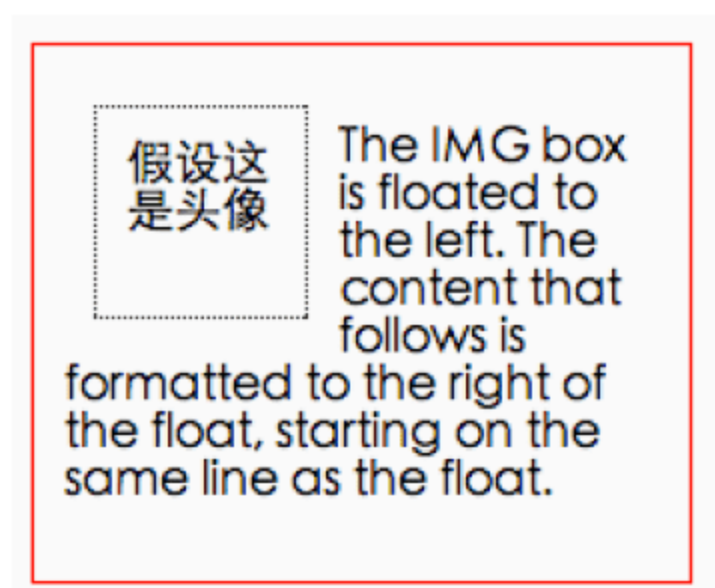 假设这
是头像
The IMG box
is floated to
the left. The
content that
follows is
formatted to the right of
the float, starting on the
same line as the float.